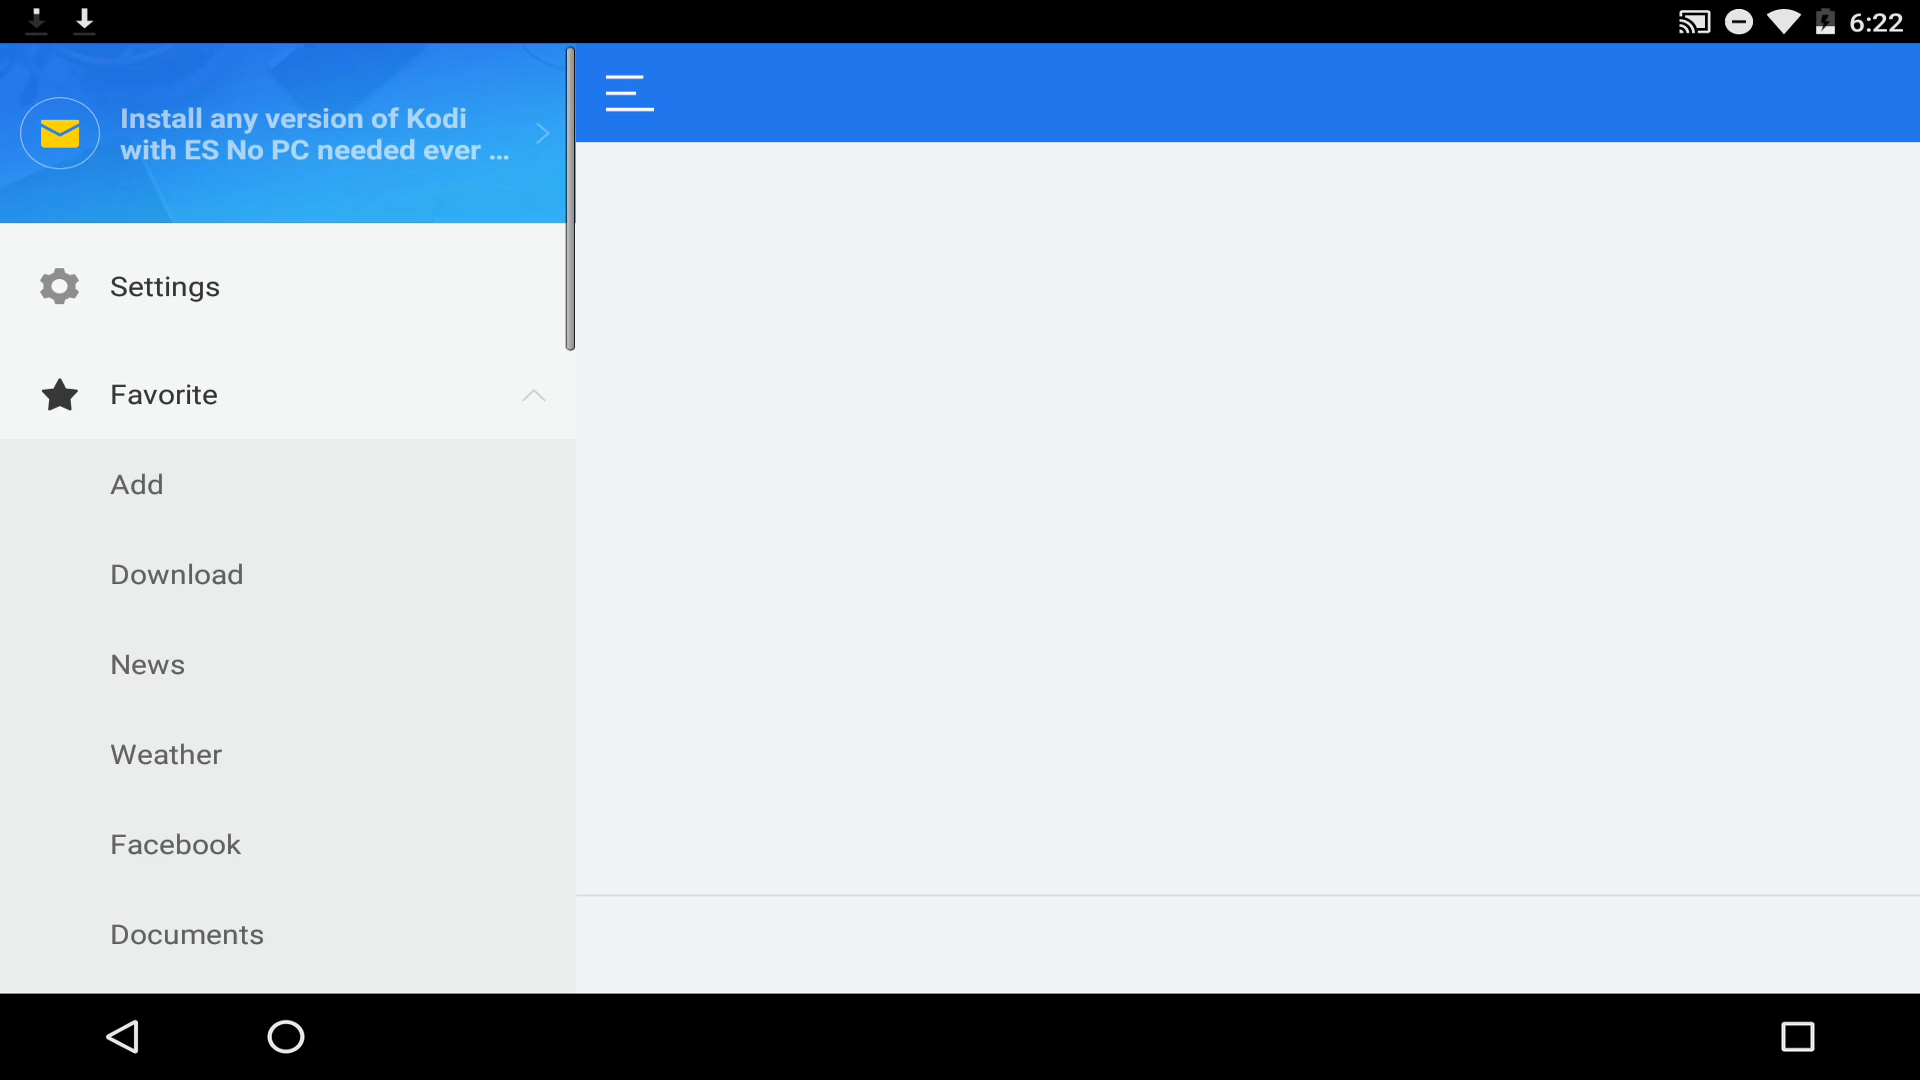 6:22
Install any version of Kodi
with ES No PC needed ever ...
Settings
Favorite
Add
Download
News
Weather
Facebook
Documents